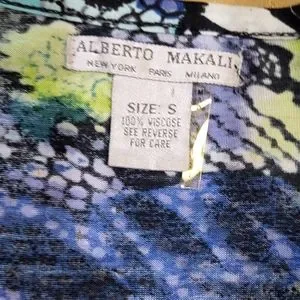 ALBERTO MAKALI
NEW YORK PARIS MILANO
SIZE: S
100% VISCOSE
SEE REVERSE
FOR CARE